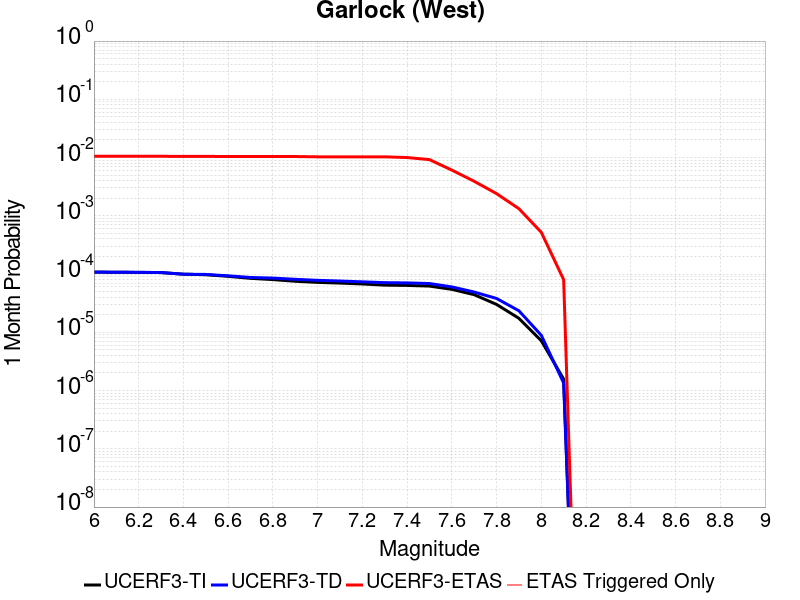 Garlock (West)
10^0
10^-1
10^-2
10^-3
10^-4
10^-5
10^-6
10^-7
10^-8
1 Month Probability
6 6.2 6.4 6.6 6.8 7 7.2 7.4 7.6 7.8 8 8.2 8.4 8.6 8.8 9
Magnitude
UCERF3-TI UCERF3-TD UCERF3-ETAS ETAS Triggered Only